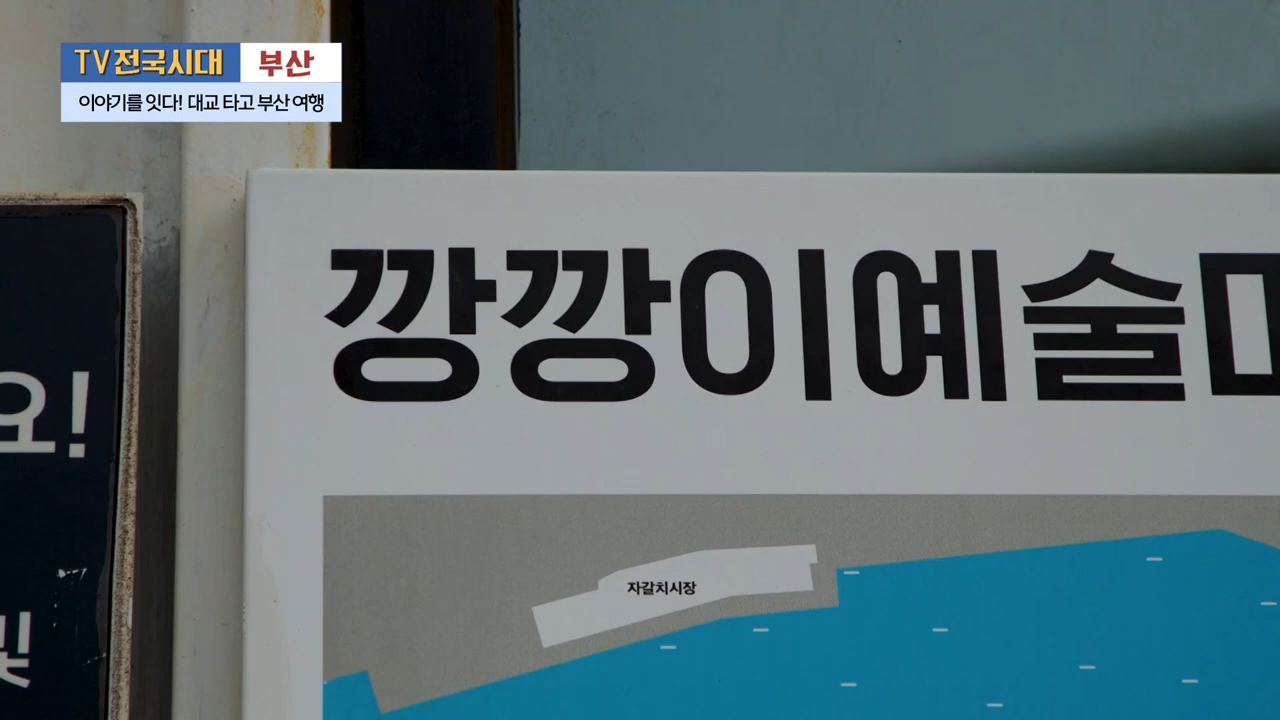 TV전국시대 부산
이야기를 잇다! 대교 타고 부산 여행
깡깡이예술
요!
자갈치시장
및